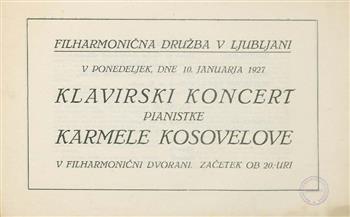 FILHARMONIČNA DRUŽBA V LJUBLJANI
V PONEDELJEK, DNE 10. JANUARJA 1927
KLAVIRSKI KONCERT
PIANISTKE
KARMELE KOSOVELOVE
V FILHARMONIČNI DVORANI. ZAČETEK OB 20. URI